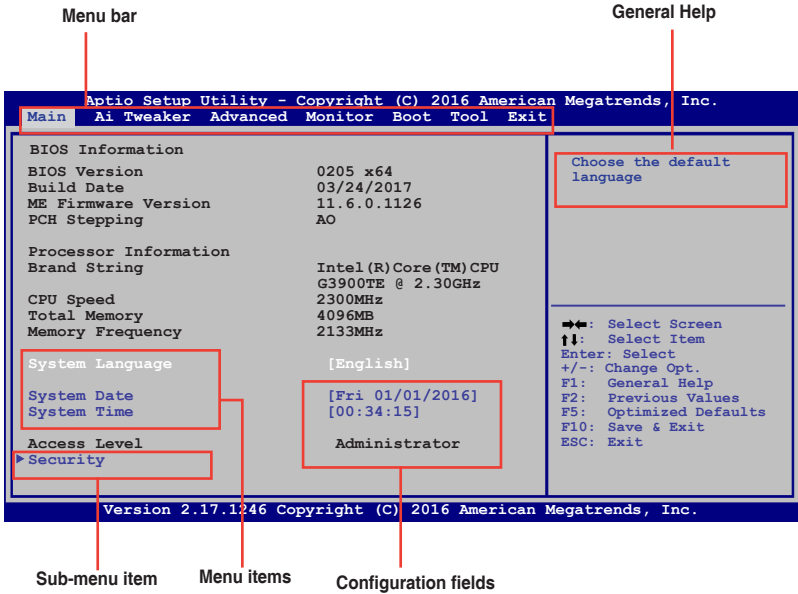 Menu bar
General Help
Aptio Setup Utility - Copyright (C) 2016 American Megatrends, Inc.
Main Ai Tweaker Advanced Monitor Boot Tool Exit
BIOS Information
BIOS Version 0205 x64
Build Date 03/24/2017
ME Firmware Version 11.6.0.1126
PCH Stepping AO
Processor Information
Brand String Intel(R)Core(TM)CPU
G3900TE @ 2.30GHz
CPU Speed 2300MHz
Total Memory 4096MB
Memory Frequency 2133MHz
System Language [English]
System Date [Fri 01/01/2016]
System Time [00:34:15]
Access Level Administrator
Security
Choose the default
language
: Select Screen
: Select Item
Enter: Select
+/-: Change Opt.
F1: General Help
F2: Previous Values
F5: Optimized Defaults
F10: Save & Exit
ESC: Exit
Version 2.17.1246 Copyright (C) 2016 American Megatrends, Inc.
Sub-menu item
Menu items
Configuration fields